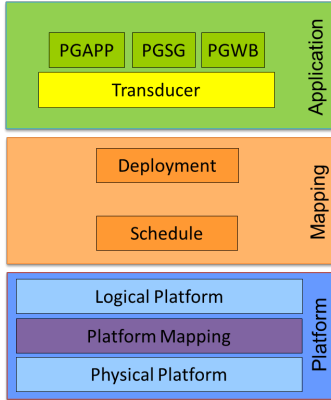 PGAPP PGSG PGWB
Transducer
Application
Deployment
Schedule
Mapping
Logical Platform
Platform Mapping
Physical Platform
Platform